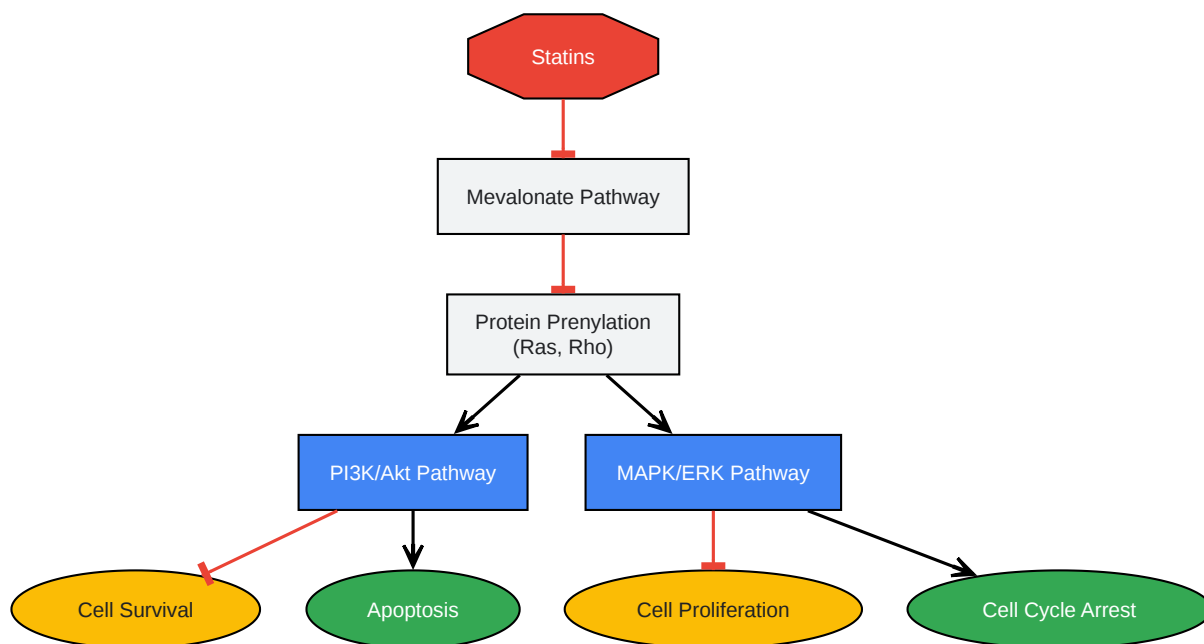 Statins
Mevalonate Pathway
Protein Prenylation
(Ras, Rho)
PI3K/Akt Pathway
MAPK/ERK Pathway
Cell Survival
Apoptosis
Cell Proliferation
Cell Cycle Arrest